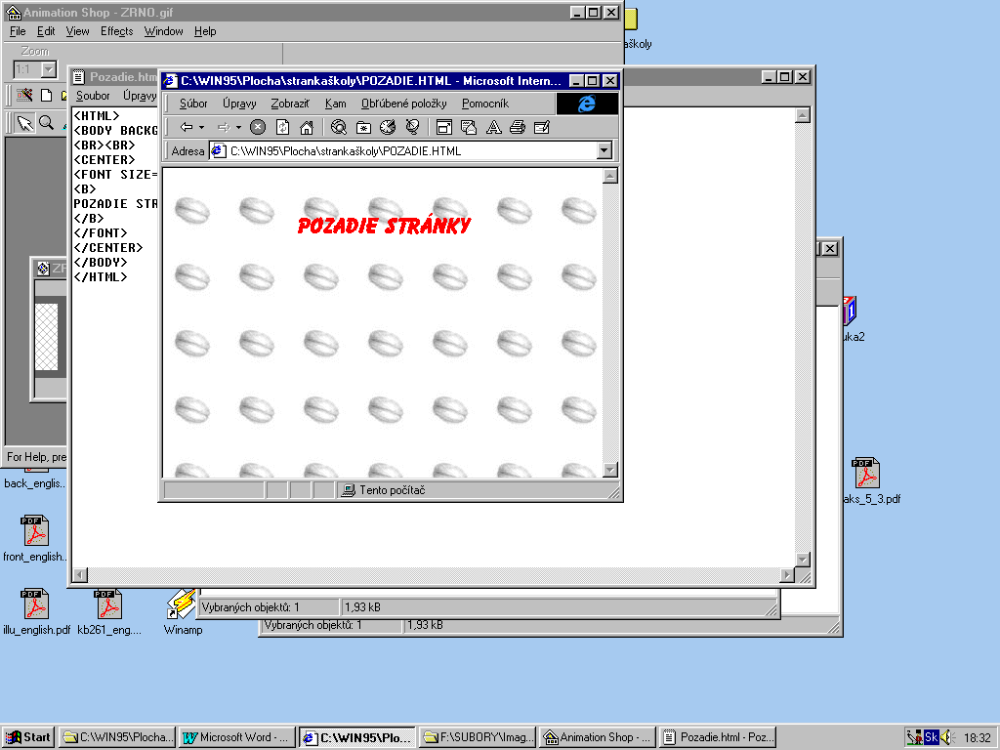 Animation Shop - ZRNO.gif
File Edit View Effects Window Help
Zoom
1:1
For Help, pre
školy
Pozadie.htm
Soubor Úpravy
<HTML>
<BODY BACKG
<BR><BR>
<CENTER>
<FONT SIZE=
<B>
POZADIE STR
</B>
</FONT>
</CENTER>
</BODY>
</HTML>
C:\WIN95\Plocha\strankaškoly\POZADIE.HTML - Microsoft Intern...
Súbor Úpravy Zobraziť Kam Obľúbené položky Pomocník
Adresa C:\WIN95\Plocha\strankaškoly\POZADIE.HTML
POZADIE STRÁNKY
Tento počítač
ZR
uka2
aks_5_3.pdf
back_englis...
front_english...
illu_english.pdf
kb261_eng....
Winamp
Vybraných objektů: 1 1,93 kB
Vybraných objektů: 1 1,93 kB
Start C:\WIN95\Plocha... Microsoft Word - ... C:\WIN95\Plo... F:\SUBORY\Imag... Animation Shop - ... Pozadie.html - Poz... Sk 18:32